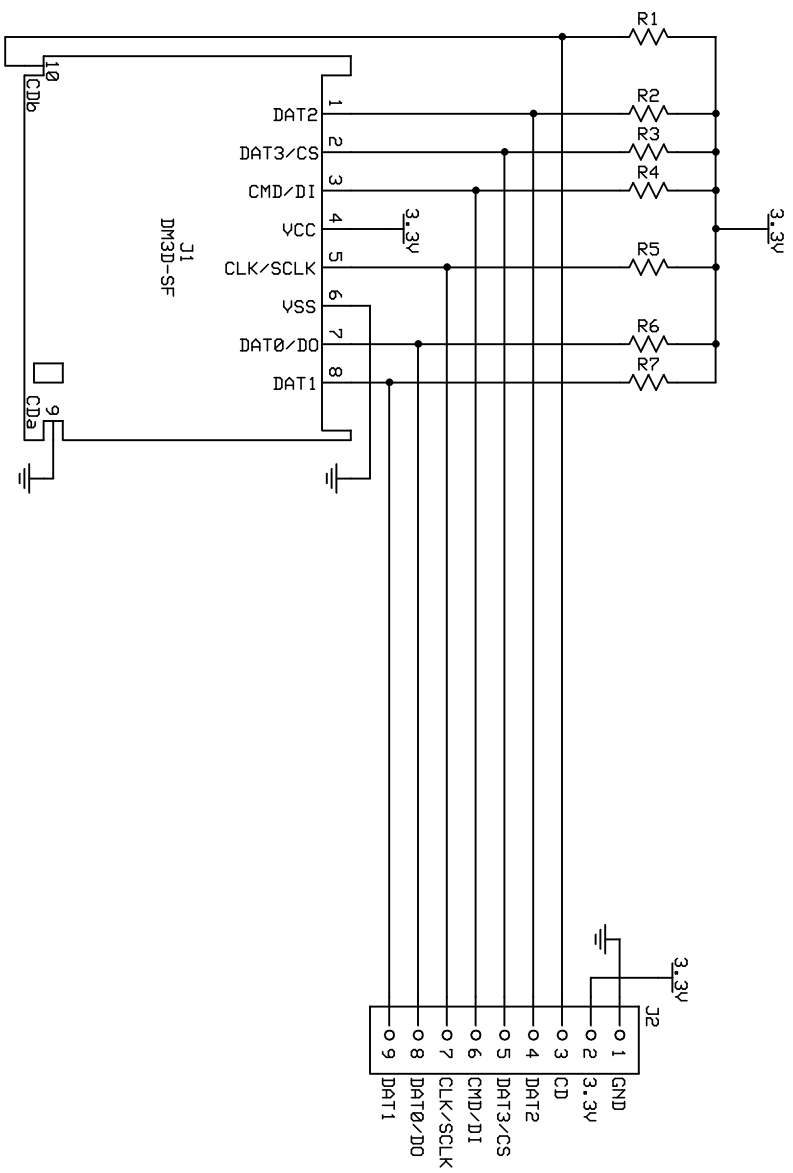 R1
R2
R3
R4
R5
R6
R7
3.3V
10
CDb
DAT2
1
DAT3/CS
2
CMD/DI
3
VCC
4
3.3V
CLK/SCLK
5
VSS
6
DAT0/DO
7
DAT1
8
J1
DM3D-SF
CDa
9
3.3V
J2
1 GND
2 3.3V
3 CD
4 DAT2
5 DAT3/CS
6 CMD/DI
7 CLK/SCLK
8 DAT0/DO
9 DAT1